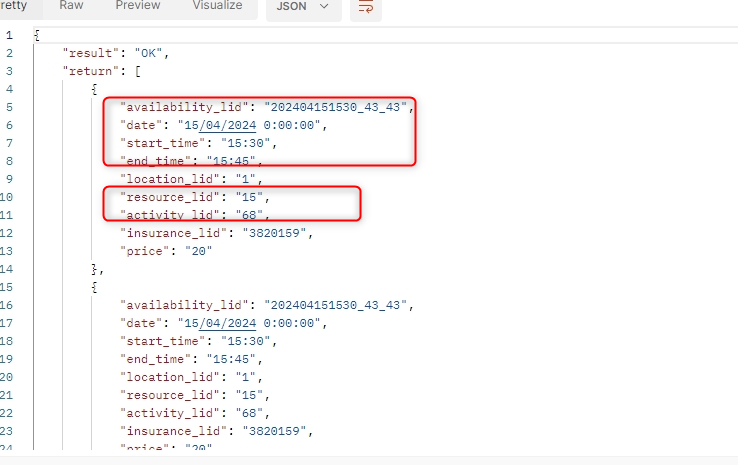 retty Raw Preview Visualize JSON
1 {
2 "result": "OK",
3 "return": [
4 {
5 "availability_lid": "202404151530_43_43",
6 "date": "15/04/2024 0:00:00",
7 "start_time": "15:30",
8 "end_time": "15:45",
9 "location_lid": "1",
10 "resource_lid": "15",
11 "activity_lid": "68",
12 "insurance_lid": "3820159",
13 "price": "20"
14 },
15 {
16 "availability_lid": "202404151530_43_43",
17 "date": "15/04/2024 0:00:00",
18 "start_time": "15:30",
19 "end_time": "15:45",
20 "location_lid": "1",
21 "resource_lid": "15",
22 "activity_lid": "68",
23 "insurance_lid": "3820159",
24 "price": "20"